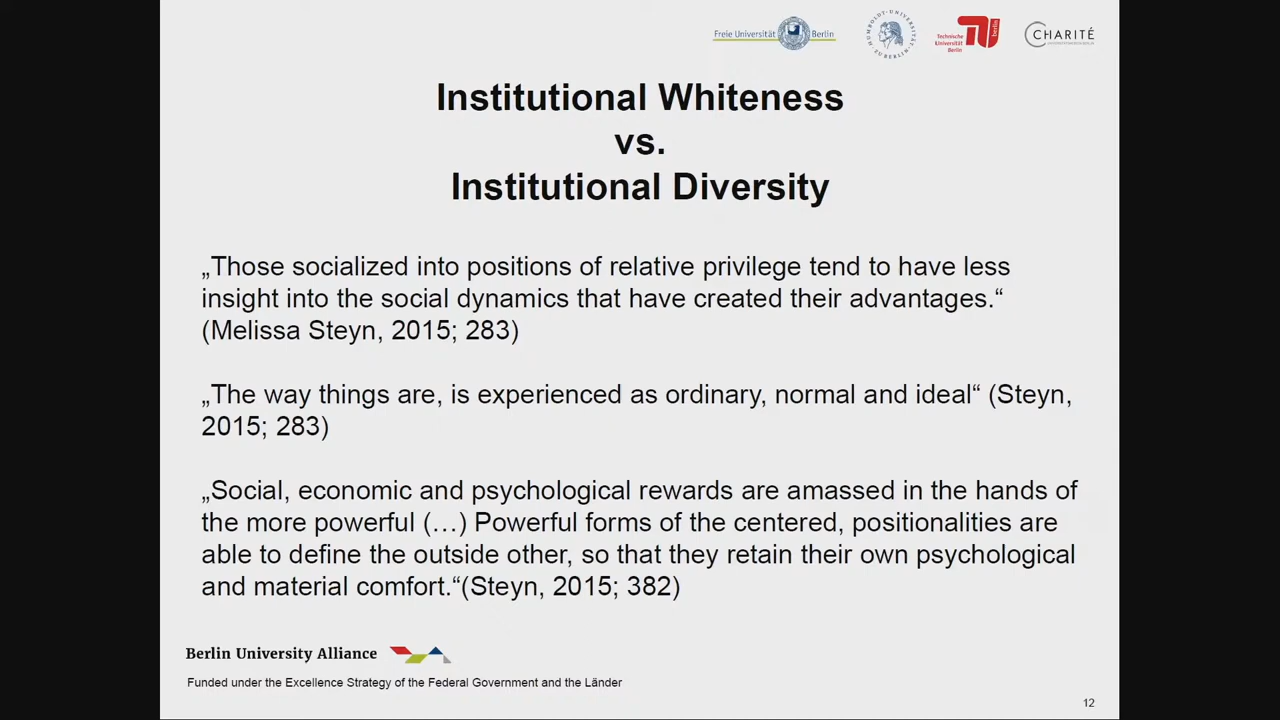 Freie Universität Berlin
HUMBOLDT-UNIVERSITÄT ZU BERLIN
Technische
Universität
Berlin
berlin
CHARITÉ
Institutional Whiteness
vs.
Institutional Diversity
„Those socialized into positions of relative privilege tend to have less
insight into the social dynamics that have created their advantages.“
(Melissa Steyn, 2015; 283)
„The way things are, is experienced as ordinary, normal and ideal“ (Steyn,
2015; 283)
„Social, economic and psychological rewards are amassed in the hands of
the more powerful (…) Powerful forms of the centered, positionalities are
able to define the outside other, so that they retain their own psychological
and material comfort.“(Steyn, 2015; 382)
Berlin University Alliance
Funded under the Excellence Strategy of the Federal Government and the Länder
12